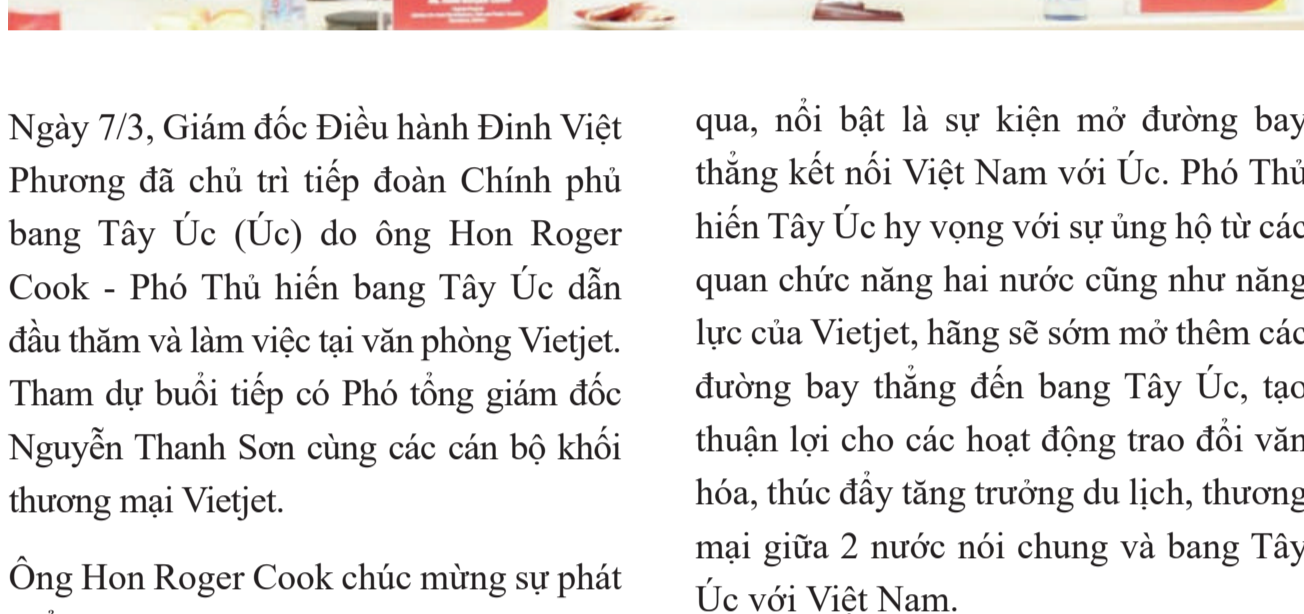 Ngày 7/3, Giám đốc Điều hành Đinh Việt
Phương đã chủ trì tiếp đoàn Chính phủ
bang Tây Úc (Úc) do ông Hon Roger
Cook - Phó Thủ hiến bang Tây Úc dẫn
đầu thăm và làm việc tại văn phòng Vietjet.
Tham dự buổi tiếp có Phó tổng giám đốc
Nguyễn Thanh Sơn cùng các cán bộ khối
thương mại Vietjet.
Ông Hon Roger Cook chúc mừng sự phát
qua, nổi bật là sự kiện mở đường bay
thẳng kết nối Việt Nam với Úc. Phó Thủ
hiến Tây Úc hy vọng với sự ủng hộ từ các
quan chức năng hai nước cũng như năng
lực của Vietjet, hãng sẽ sớm mở thêm các
đường bay thẳng đến bang Tây Úc, tạo
thuận lợi cho các hoạt động trao đổi văn
hóa, thúc đẩy tăng trưởng du lịch, thương
mại giữa 2 nước nói chung và bang Tây
Úc với Việt Nam.